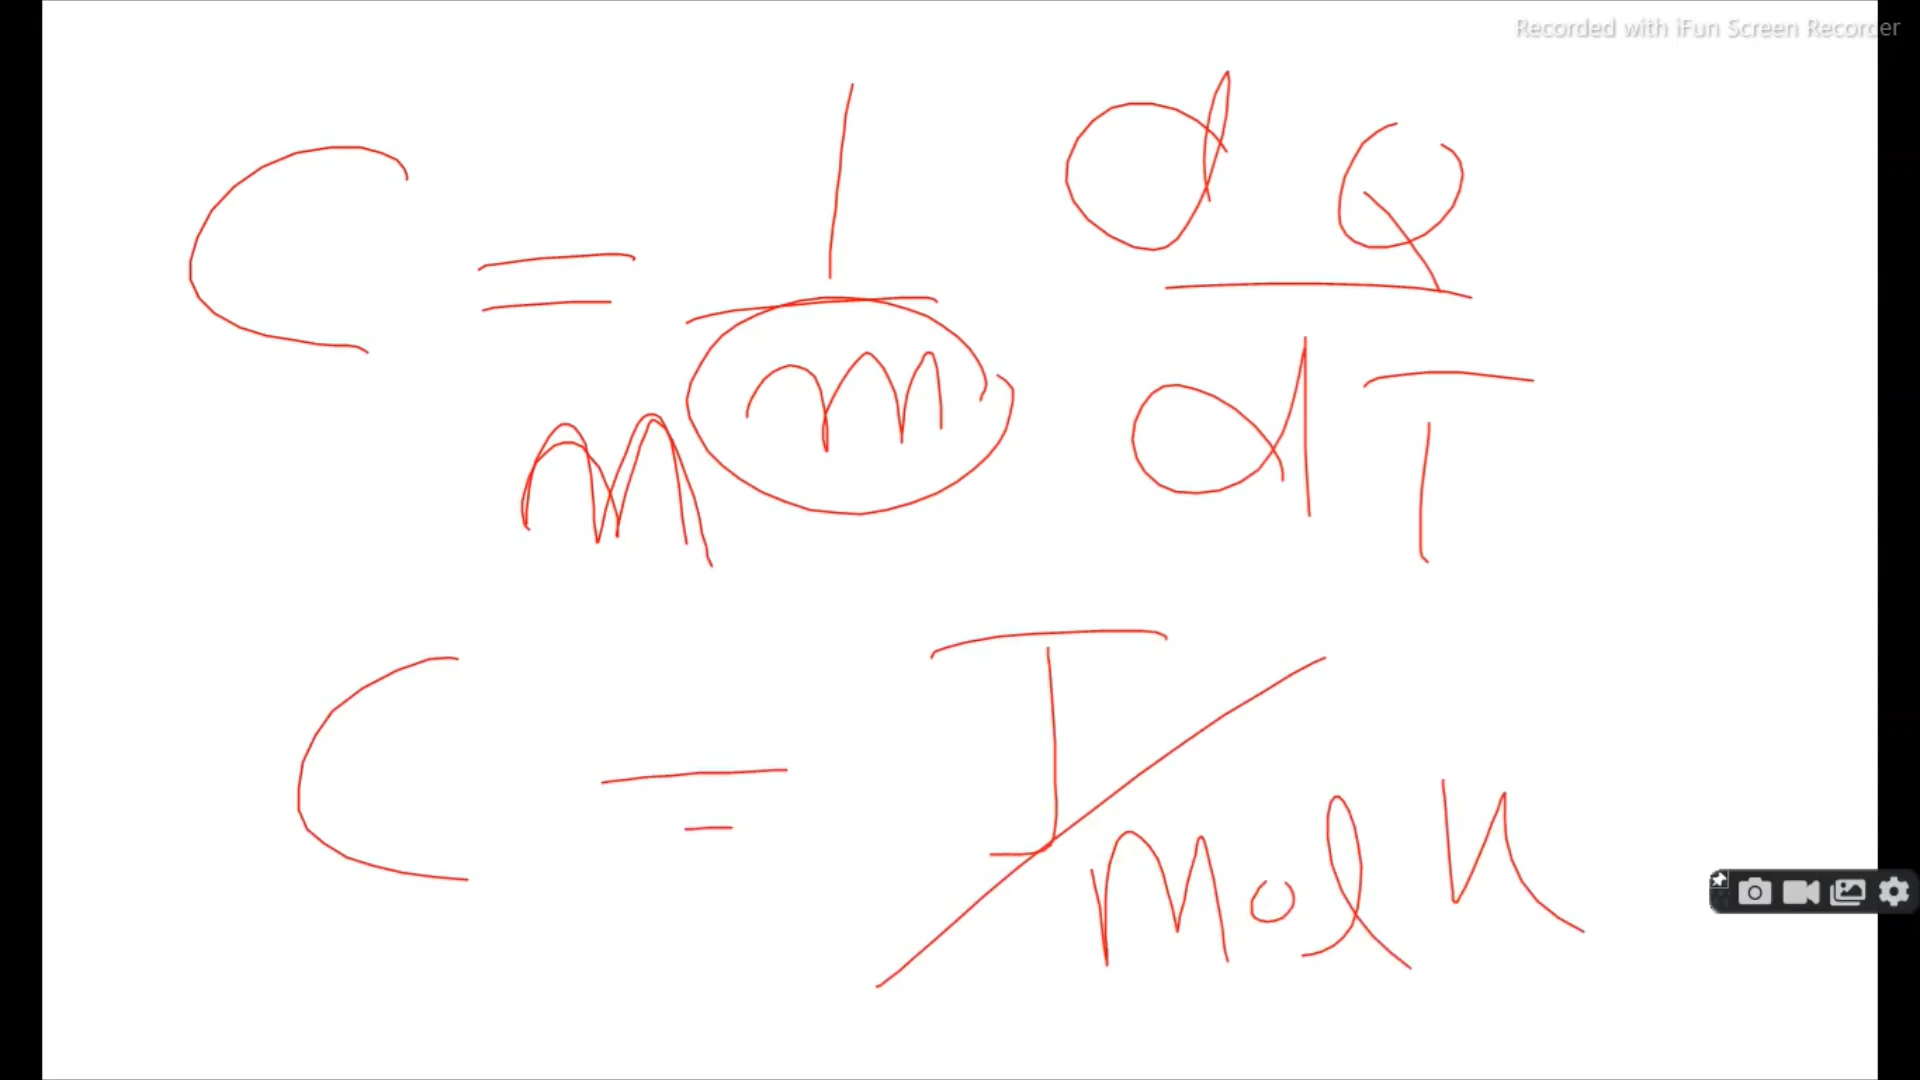 Recorded with iFun Screen Recorder
C = 1/m dQ/dT
m
C = J/mol K